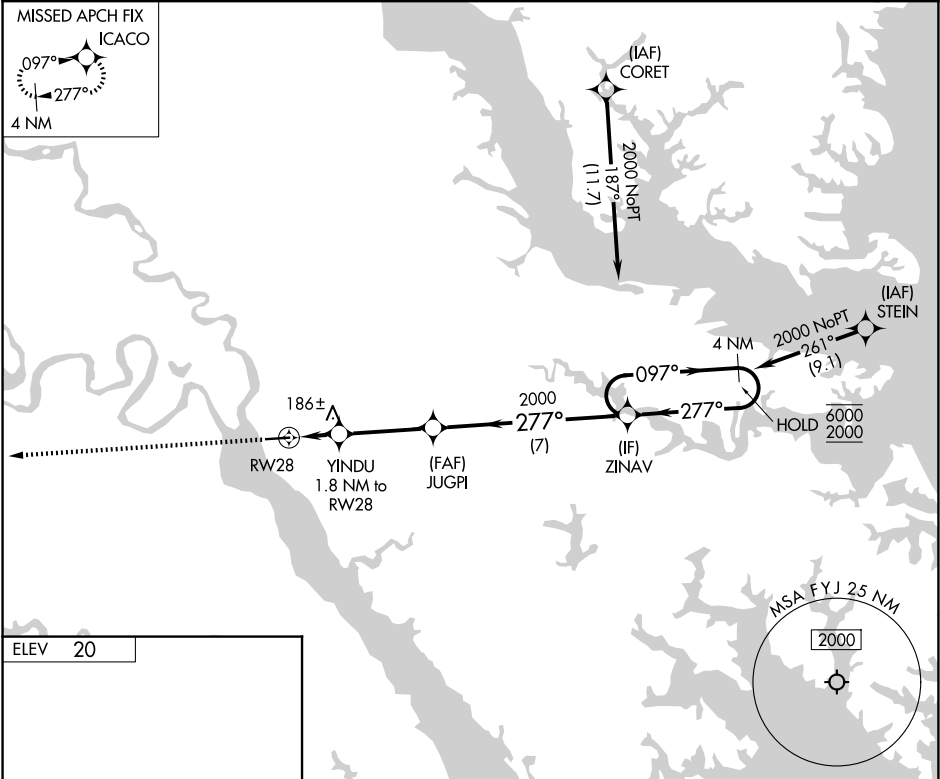 MISSED APCH FIX
ICACO
097°
277°
4 NM
(IAF)
CORET
2000 NoPT
187°
(11.7)
(IAF)
STEIN
2000 NoPT
261°
(9.1)
4 NM
097°
277°
HOLD
6000
2000
2000
277°
(7)
(IF)
ZINAV
186±
RW28
YINDU
1.8 NM to
RW28
(FAF)
JUGPI
MSA FYJ 25 NM
2000
ELEV 20